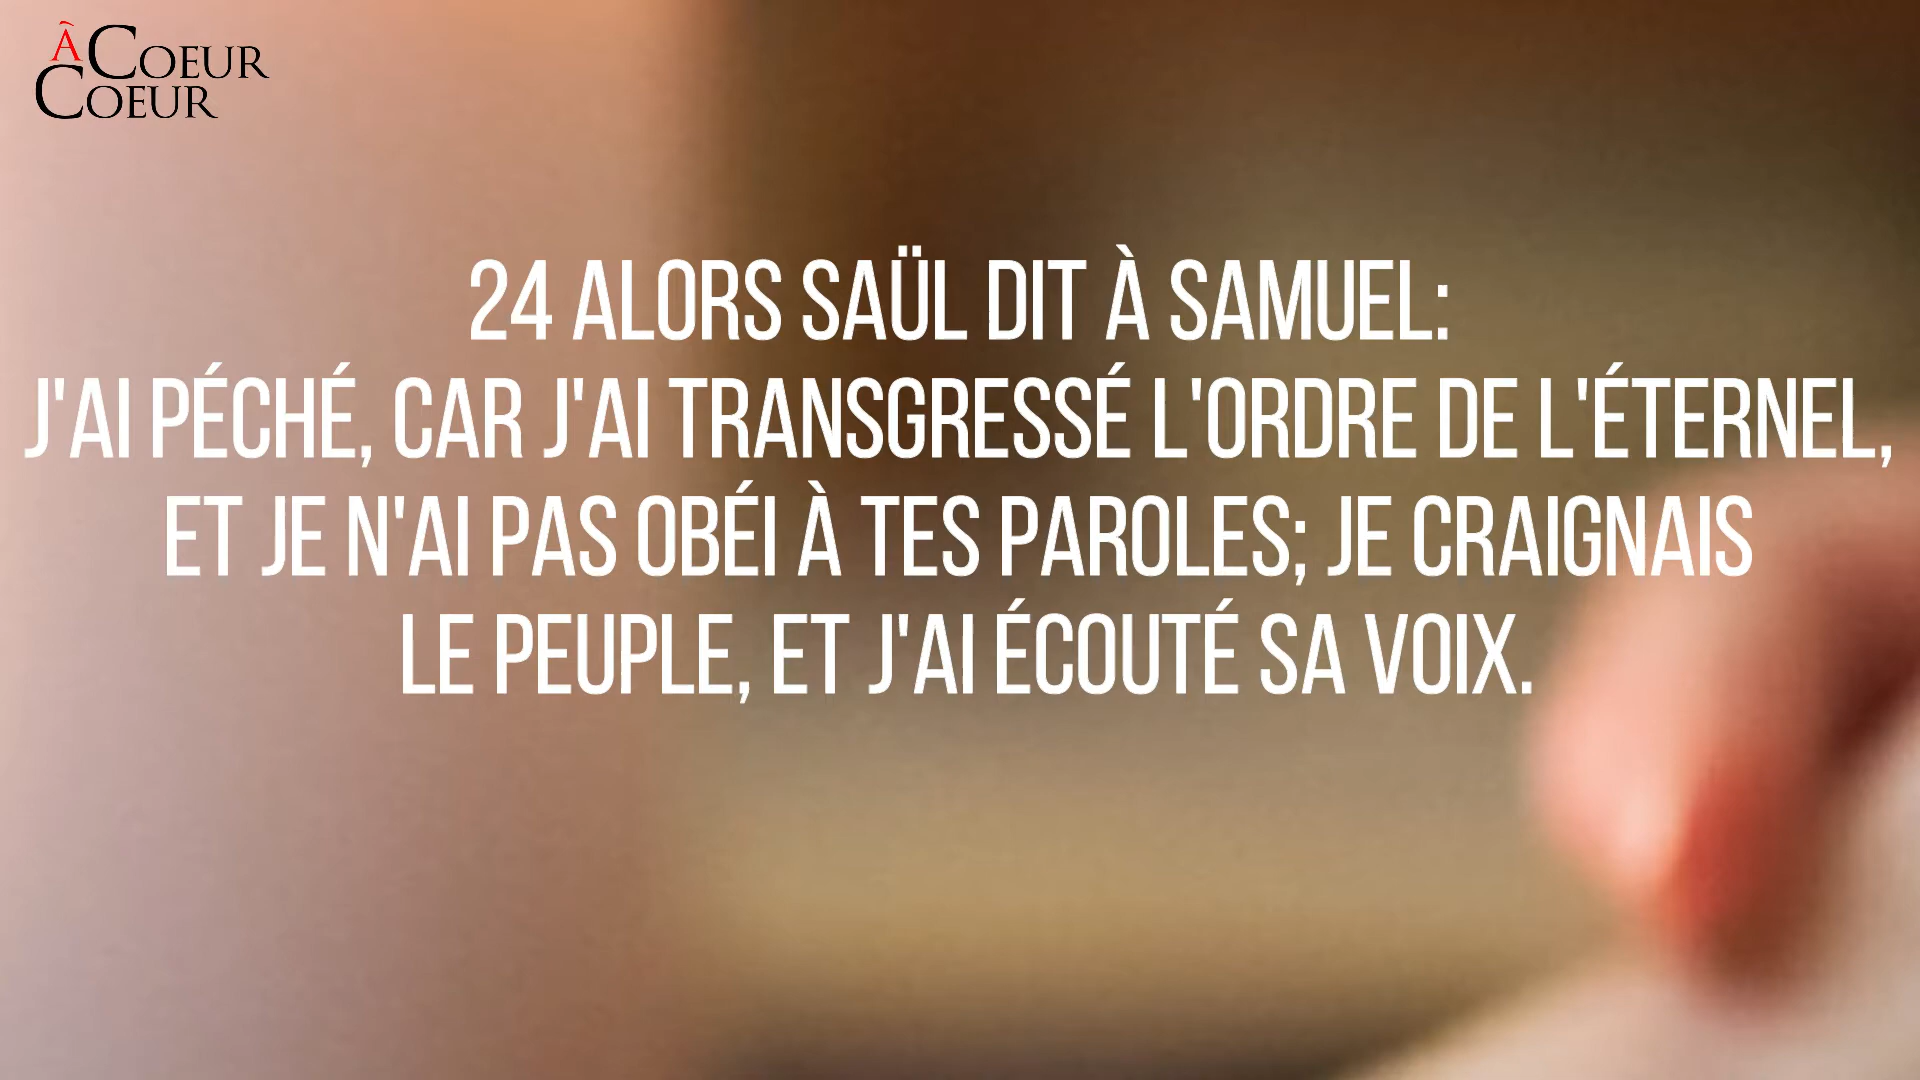 À COEUR
COEUR
24 ALORS SAÜL DIT À SAMUEL:
J'AI PÉCHÉ, CAR J'AI TRANSGRESSÉ L'ORDRE DE L'ÉTERNEL,
ET JE N'AI PAS OBÉI À TES PAROLES; JE CRAIGNAIS
LE PEUPLE, ET J'AI ÉCOUTÉ SA VOIX.